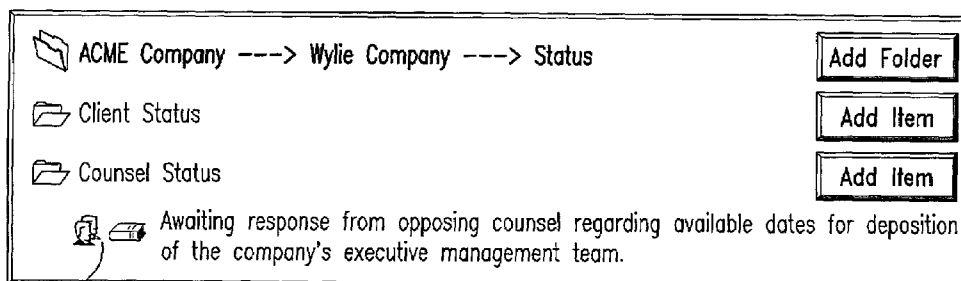 ACME Company ---> Wylie Company ---> Status Add Folder
Client Status Add Item
Counsel Status Add Item
Awaiting response from opposing counsel regarding available dates for deposition
of the company's executive management team.